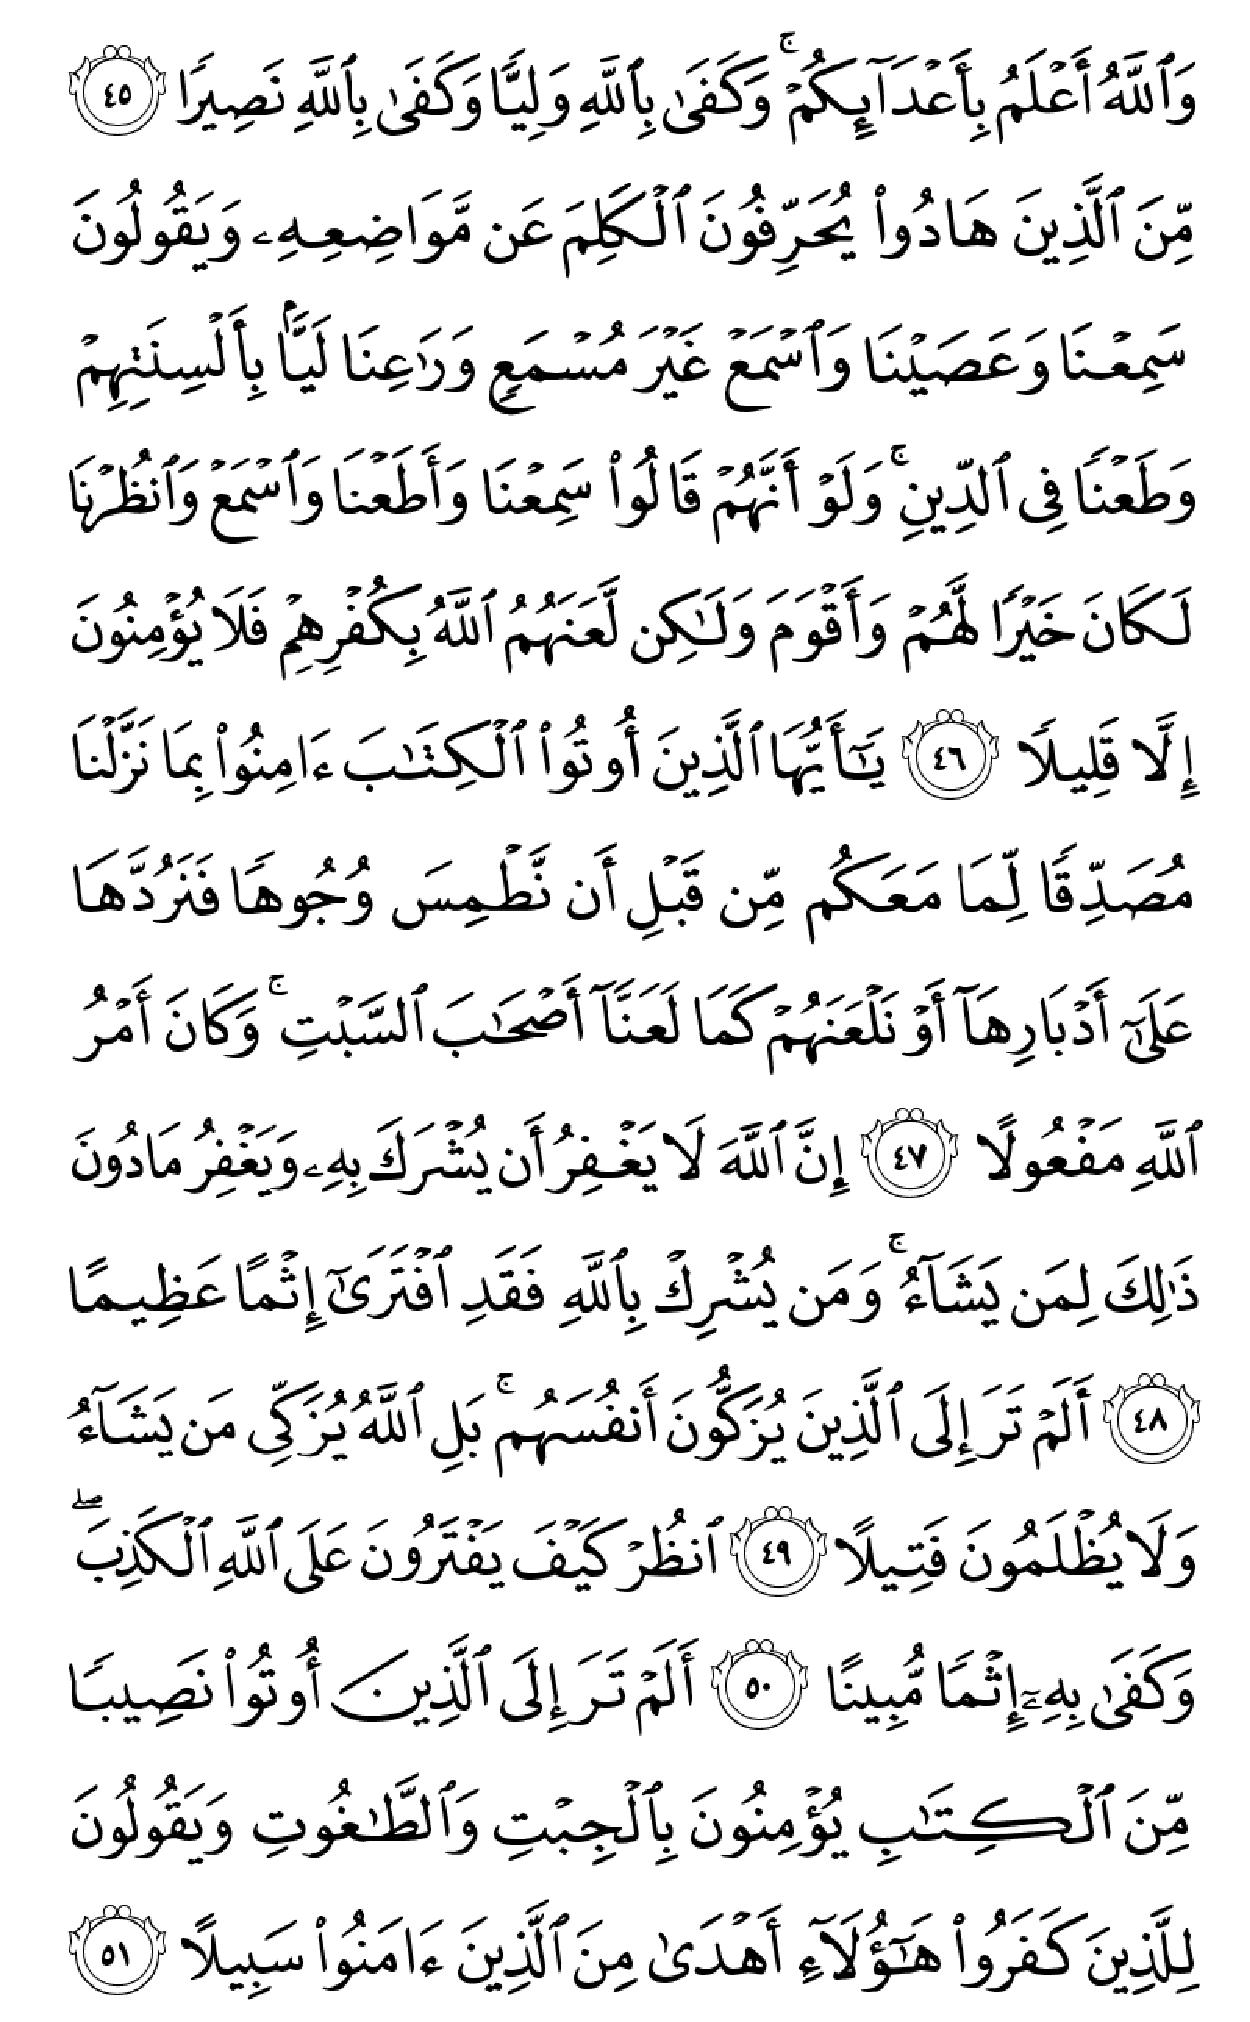 وَٱللَّهُ أَعۡلَمُ بِأَعۡدَآئِكُمۡۚ وَكَفَىٰ بِٱللَّهِ وَلِيّٗا وَكَفَىٰ بِٱللَّهِ نَصِيرٗا ٤٥
مِّنَ ٱلَّذِينَ هَادُواْ يُحَرِّفُونَ ٱلۡكَلِمَ عَن مَّوَاضِعِهِۦ وَيَقُولُونَ
سَمِعۡنَا وَعَصَيۡنَا وَٱسۡمَعۡ غَيۡرَ مُسۡمَعٖ وَرَٰعِنَا لَيَّۢا بِأَلۡسِنَتِهِمۡ
وَطَعۡنٗا فِي ٱلدِّينِۚ وَلَوۡ أَنَّهُمۡ قَالُواْ سَمِعۡنَا وَأَطَعۡنَا وَٱسۡمَعۡ وَٱنظُرۡنَا
لَكَانَ خَيۡرٗا لَّهُمۡ وَأَقۡوَمَ وَلَٰكِن لَّعَنَهُمُ ٱللَّهُ بِكُفۡرِهِمۡ فَلَا يُؤۡمِنُونَ
إِلَّا قَلِيلٗا ٤٦ يَٰٓأَيُّهَا ٱلَّذِينَ أُوتُواْ ٱلۡكِتَٰبَ ءَامِنُواْ بِمَا نَزَّلۡنَا
مُصَدِّقٗا لِّمَا مَعَكُم مِّن قَبۡلِ أَن نَّطۡمِسَ وُجُوهٗا فَنَرُدَّهَا
عَلَىٰٓ أَدۡبَارِهَآ أَوۡ نَلۡعَنَهُمۡ كَمَا لَعَنَّآ أَصۡحَٰبَ ٱلسَّبۡتِۚ وَكَانَ أَمۡرُ
ٱللَّهِ مَفۡعُولًا ٤٧ إِنَّ ٱللَّهَ لَا يَغۡفِرُ أَن يُشۡرَكَ بِهِۦ وَيَغۡفِرُ مَا دُونَ
ذَٰلِكَ لِمَن يَشَآءُۚ وَمَن يُشۡرِكۡ بِٱللَّهِ فَقَدِ ٱفۡتَرَىٰٓ إِثۡمًا عَظِيمًا
٤٨ أَلَمۡ تَرَ إِلَى ٱلَّذِينَ يُزَكُّونَ أَنفُسَهُمۚ بَلِ ٱللَّهُ يُزَكِّي مَن يَشَآءُ
وَلَا يُظۡلَمُونَ فَتِيلًا ٤٩ ٱنظُرۡ كَيۡفَ يَفۡتَرُونَ عَلَى ٱللَّهِ ٱلۡكَذِبَۖ
وَكَفَىٰ بِهِۦٓ إِثۡمٗا مُّبِينًا ٥٠ أَلَمۡ تَرَ إِلَى ٱلَّذِينَ أُوتُواْ نَصِيبٗا
مِّنَ ٱلۡكِتَٰبِ يُؤۡمِنُونَ بِٱلۡجِبۡتِ وَٱلطَّٰغُوتِ وَيَقُولُونَ
لِلَّذِينَ كَفَرُواْ هَٰٓؤُلَآءِ أَهۡدَىٰ مِنَ ٱلَّذِينَ ءَامَنُواْ سَبِيلًا ٥١